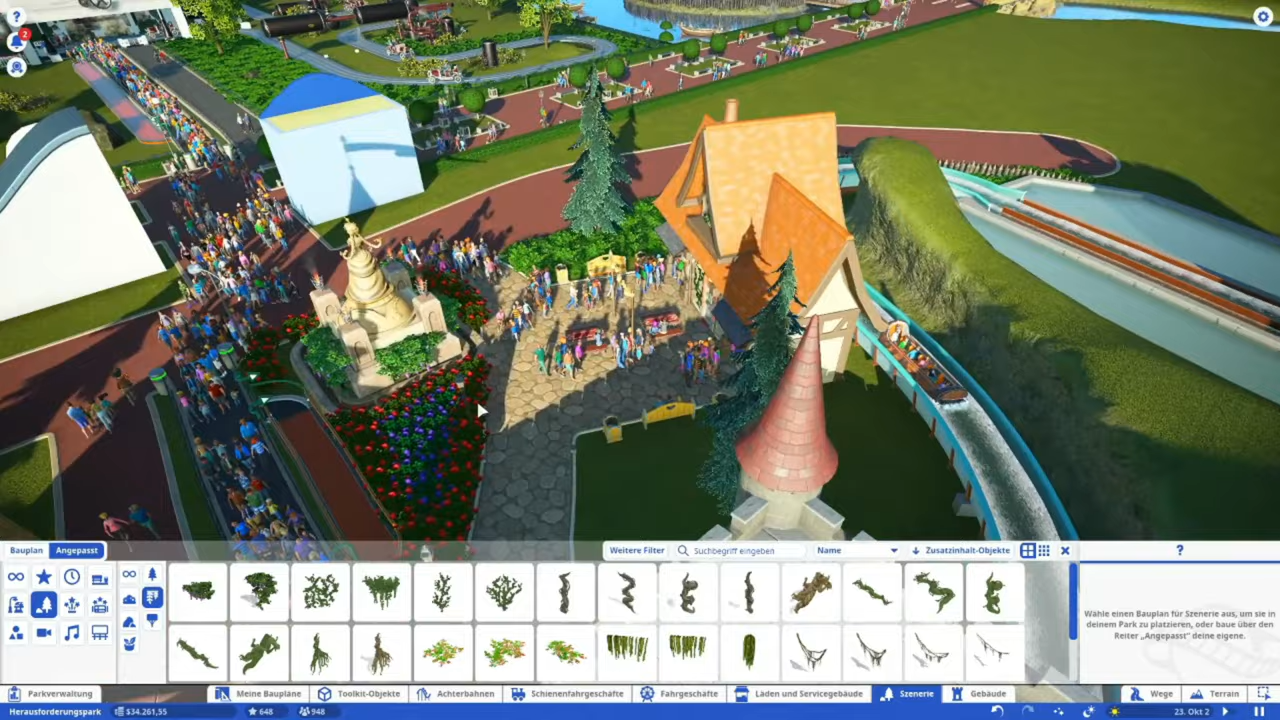 ?
2
Bauplan Angepasst
Weitere Filter Suchbegriff eingeben Name Zusatzinhalt-Objekte
?
Wähle einen Bauplan für Szenerie aus, um sie in
deinem Park zu platzieren, oder baue über den
Reiter „Angepasst" deine eigene.
Parkverwaltung Meine Baupläne Toolkit-Objekte Achterbahnen Schienenfahrgeschäfte Fahrgeschäfte Läden und Servicegebäude Szenerie Gebäude Wege Terrain
Herausforderungspark $34.261,55 648 948 23. Okt 2